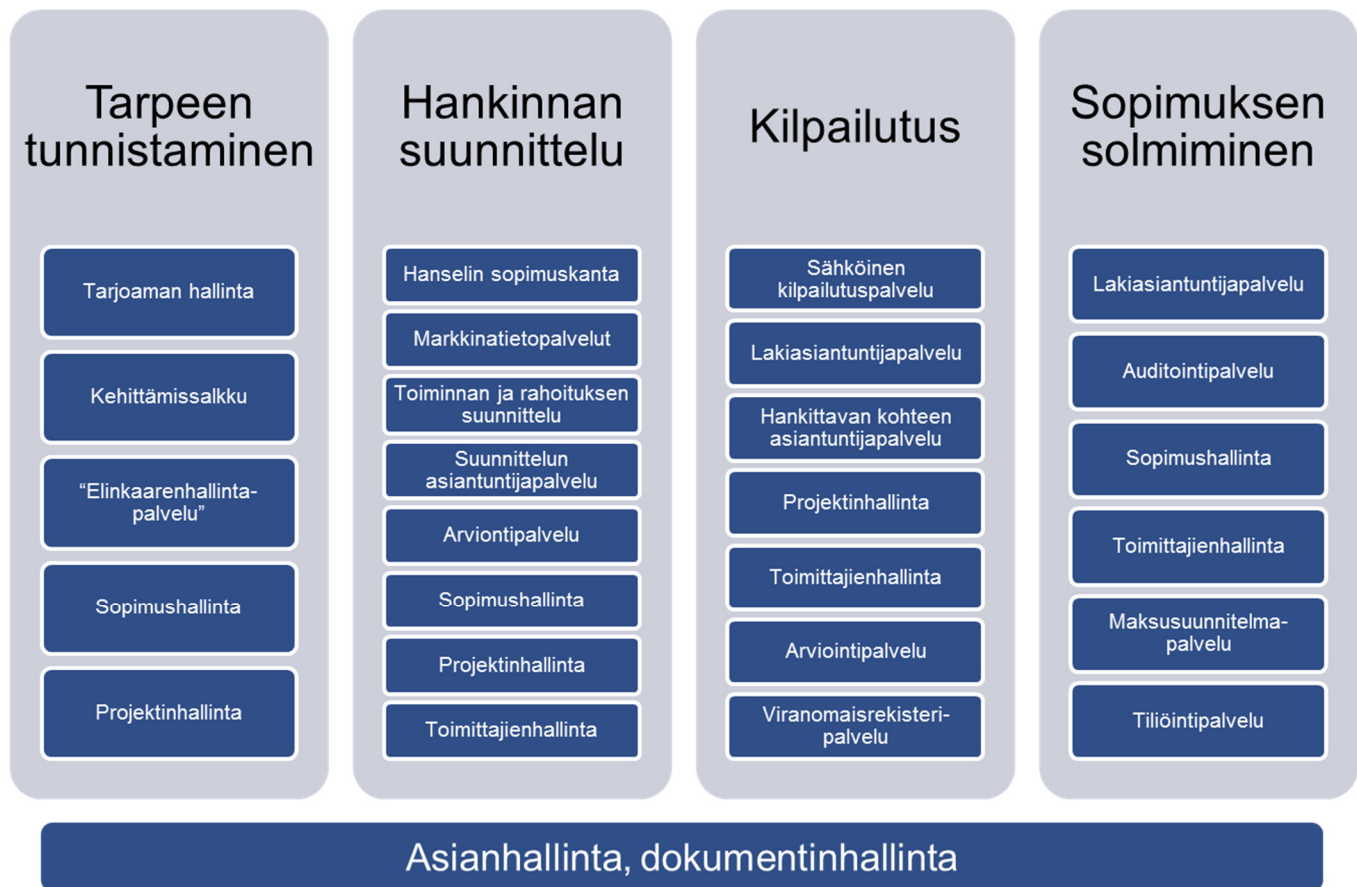 Tarpeen
tunnistaminen
Tarjoaman hallinta
Kehittämissalkku
“Elinkaarenhallinta-
palvelu”
Sopimushallinta
Projektinhallinta
Hankinnan
suunnittelu
Hanselin sopimuskanta
Markkinatietopalvelut
Toiminnan ja rahoituksen
suunnittelu
Suunnittelun
asiantuntijapalvelu
Arviontipalvelu
Sopimushallinta
Projektinhallinta
Toimittajienhallinta
Kilpailutus
Sähköinen
kilpailutuspalvelu
Lakiasiantuntijapalvelu
Hankittavan kohteen
asiantuntijapalvelu
Projektinhallinta
Toimittajienhallinta
Arviointipalvelu
Viranomaisrekisteri-
palvelu
Sopimuksen
solmiminen
Lakiasiantuntijapalvelu
Auditointipalvelu
Sopimushallinta
Toimittajienhallinta
Maksusuunnitelma-
palvelu
Tiliöintipalvelu
Asianhallinta, dokumentinhallinta